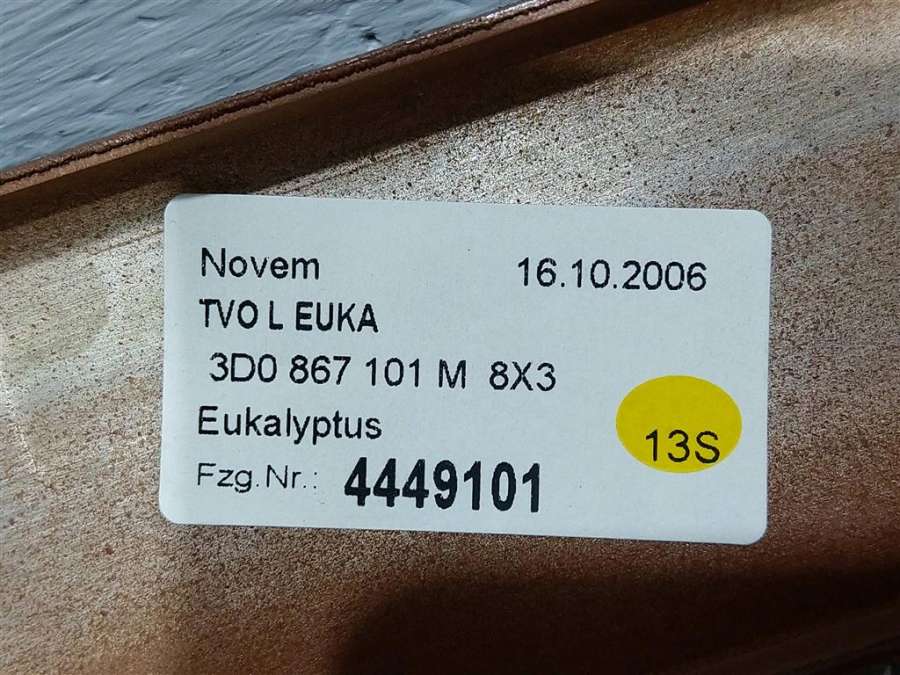 Novem 16.10.2006
TVO L EUKA
3D0 867 101 M 8X3
Eukalyptus
13S
Fzg.Nr.: 4449101